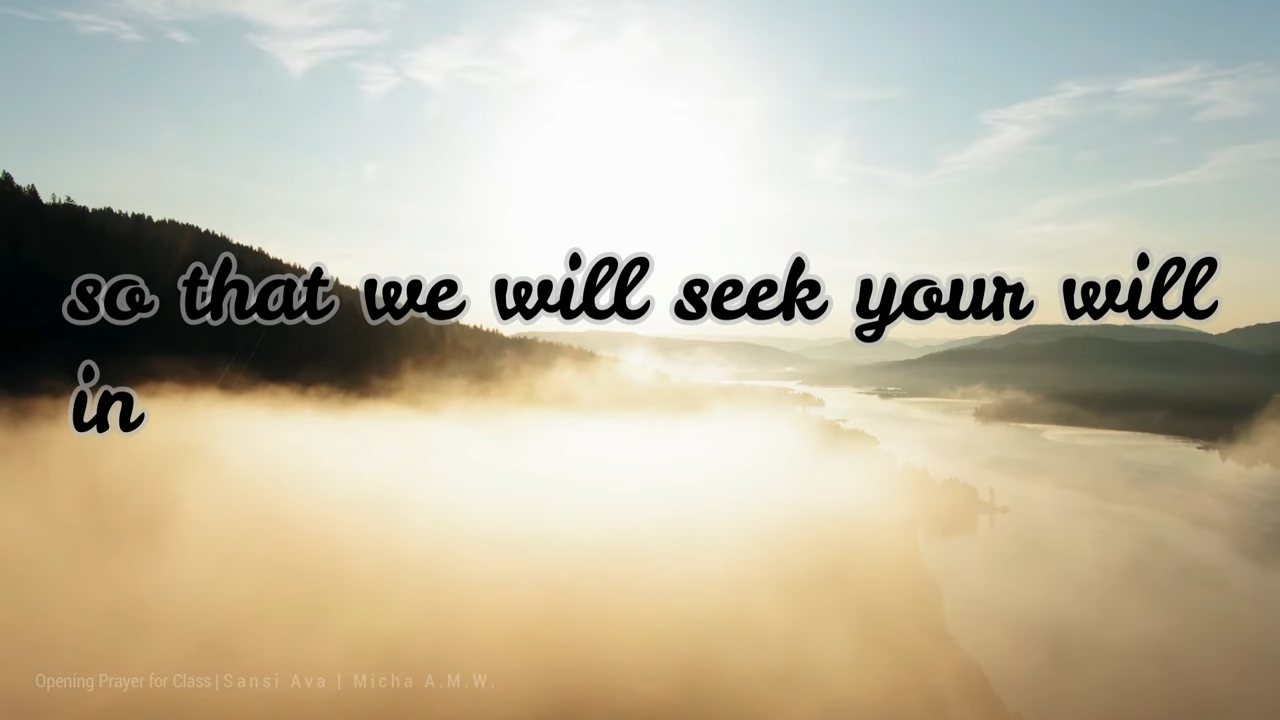 so that we will seek your will
in
Opening Prayer for Class|Sansi Ava | Micha A.M.W.